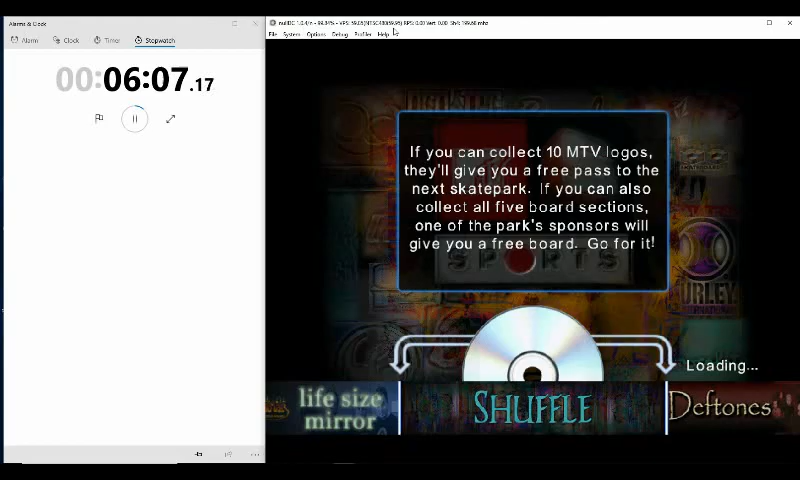 Alarms & Clock
Alarm
Clock
Timer
Stopwatch
00:06:07.17
File System Options Debug Profiler Help
If you can collect 10 MTV logos,
they'll give you a free pass to the
next skatepark. If you can also
collect all five board sections,
one of the park's sponsors will
give you a free board. Go for it!
SPORTS
Loading...
life size
mirror
SHUFFLE
Deftones